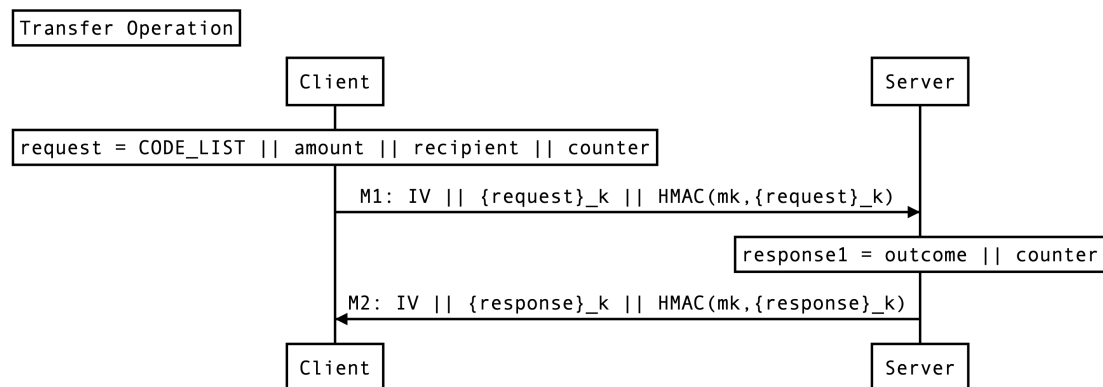 Transfer Operation
Client
Server
request = CODE_LIST || amount || recipient || counter
M1: IV || {request}_k || HMAC(mk,{request}_k)
response1 = outcome || counter
M2: IV || {response}_k || HMAC(mk,{response}_k)
Client
Server